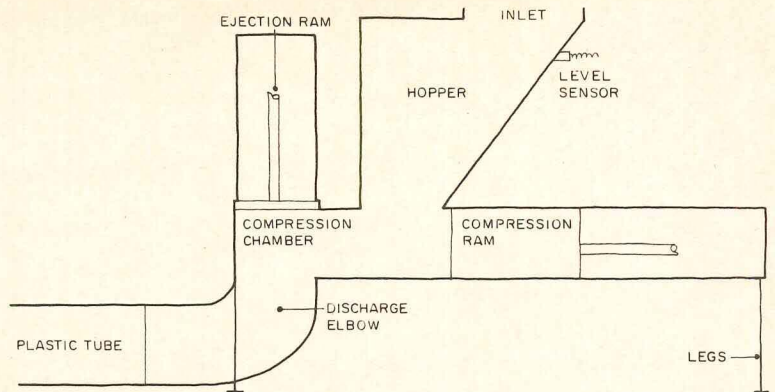 EJECTION RAM
INLET
LEVEL
SENSOR
HOPPER
COMPRESSION
CHAMBER
COMPRESSION
RAM
DISCHARGE
ELBOW
PLASTIC TUBE
LEGS